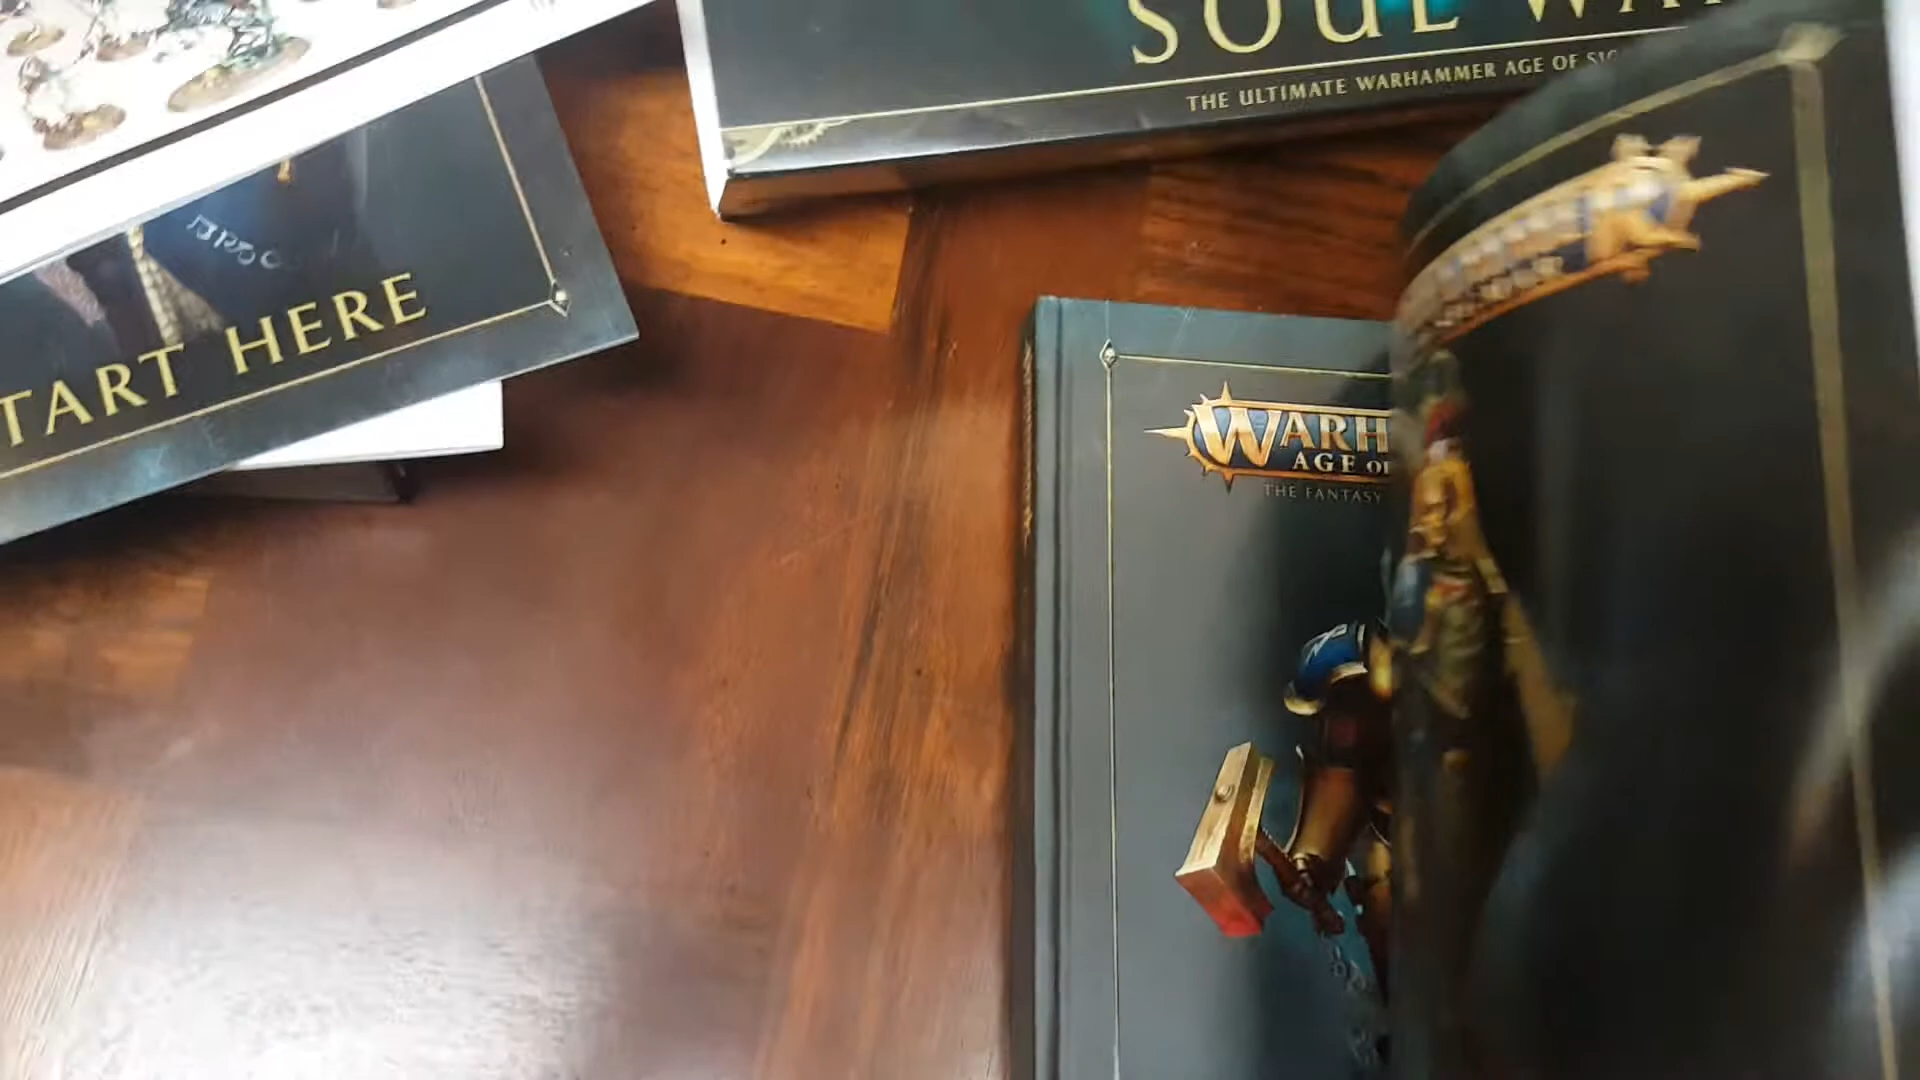 SOUL WA
THE ULTIMATE WARHAMMER AGE OF SIG
TART HERE
WARH
AGE OF
THE FANTASY